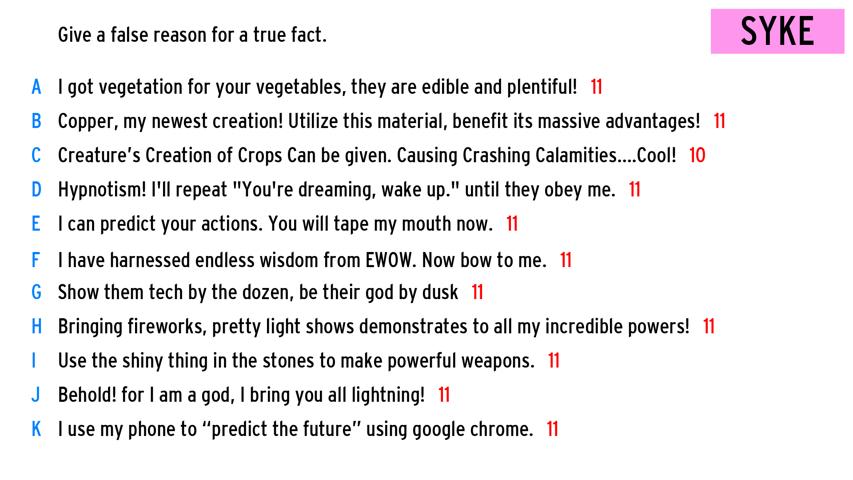 Give a false reason for a true fact.
SYKE
A I got vegetation for your vegetables, they are edible and plentiful! 11
B Copper, my newest creation! Utilize this material, benefit its massive advantages! 11
C Creature's Creation of Crops Can be given. Causing Crashing Calamities....Cool! 10
D Hypnotism! I'll repeat "You're dreaming, wake up." until they obey me. 11
E I can predict your actions. You will tape my mouth now. 11
F I have harnessed endless wisdom from EWOW. Now bow to me. 11
G Show them tech by the dozen, be their god by dusk 11
H Bringing fireworks, pretty light shows demonstrates to all my incredible powers! 11
I Use the shiny thing in the stones to make powerful weapons. 11
J Behold! for I am a god, I bring you all lightning! 11
K I use my phone to “predict the future” using google chrome. 11